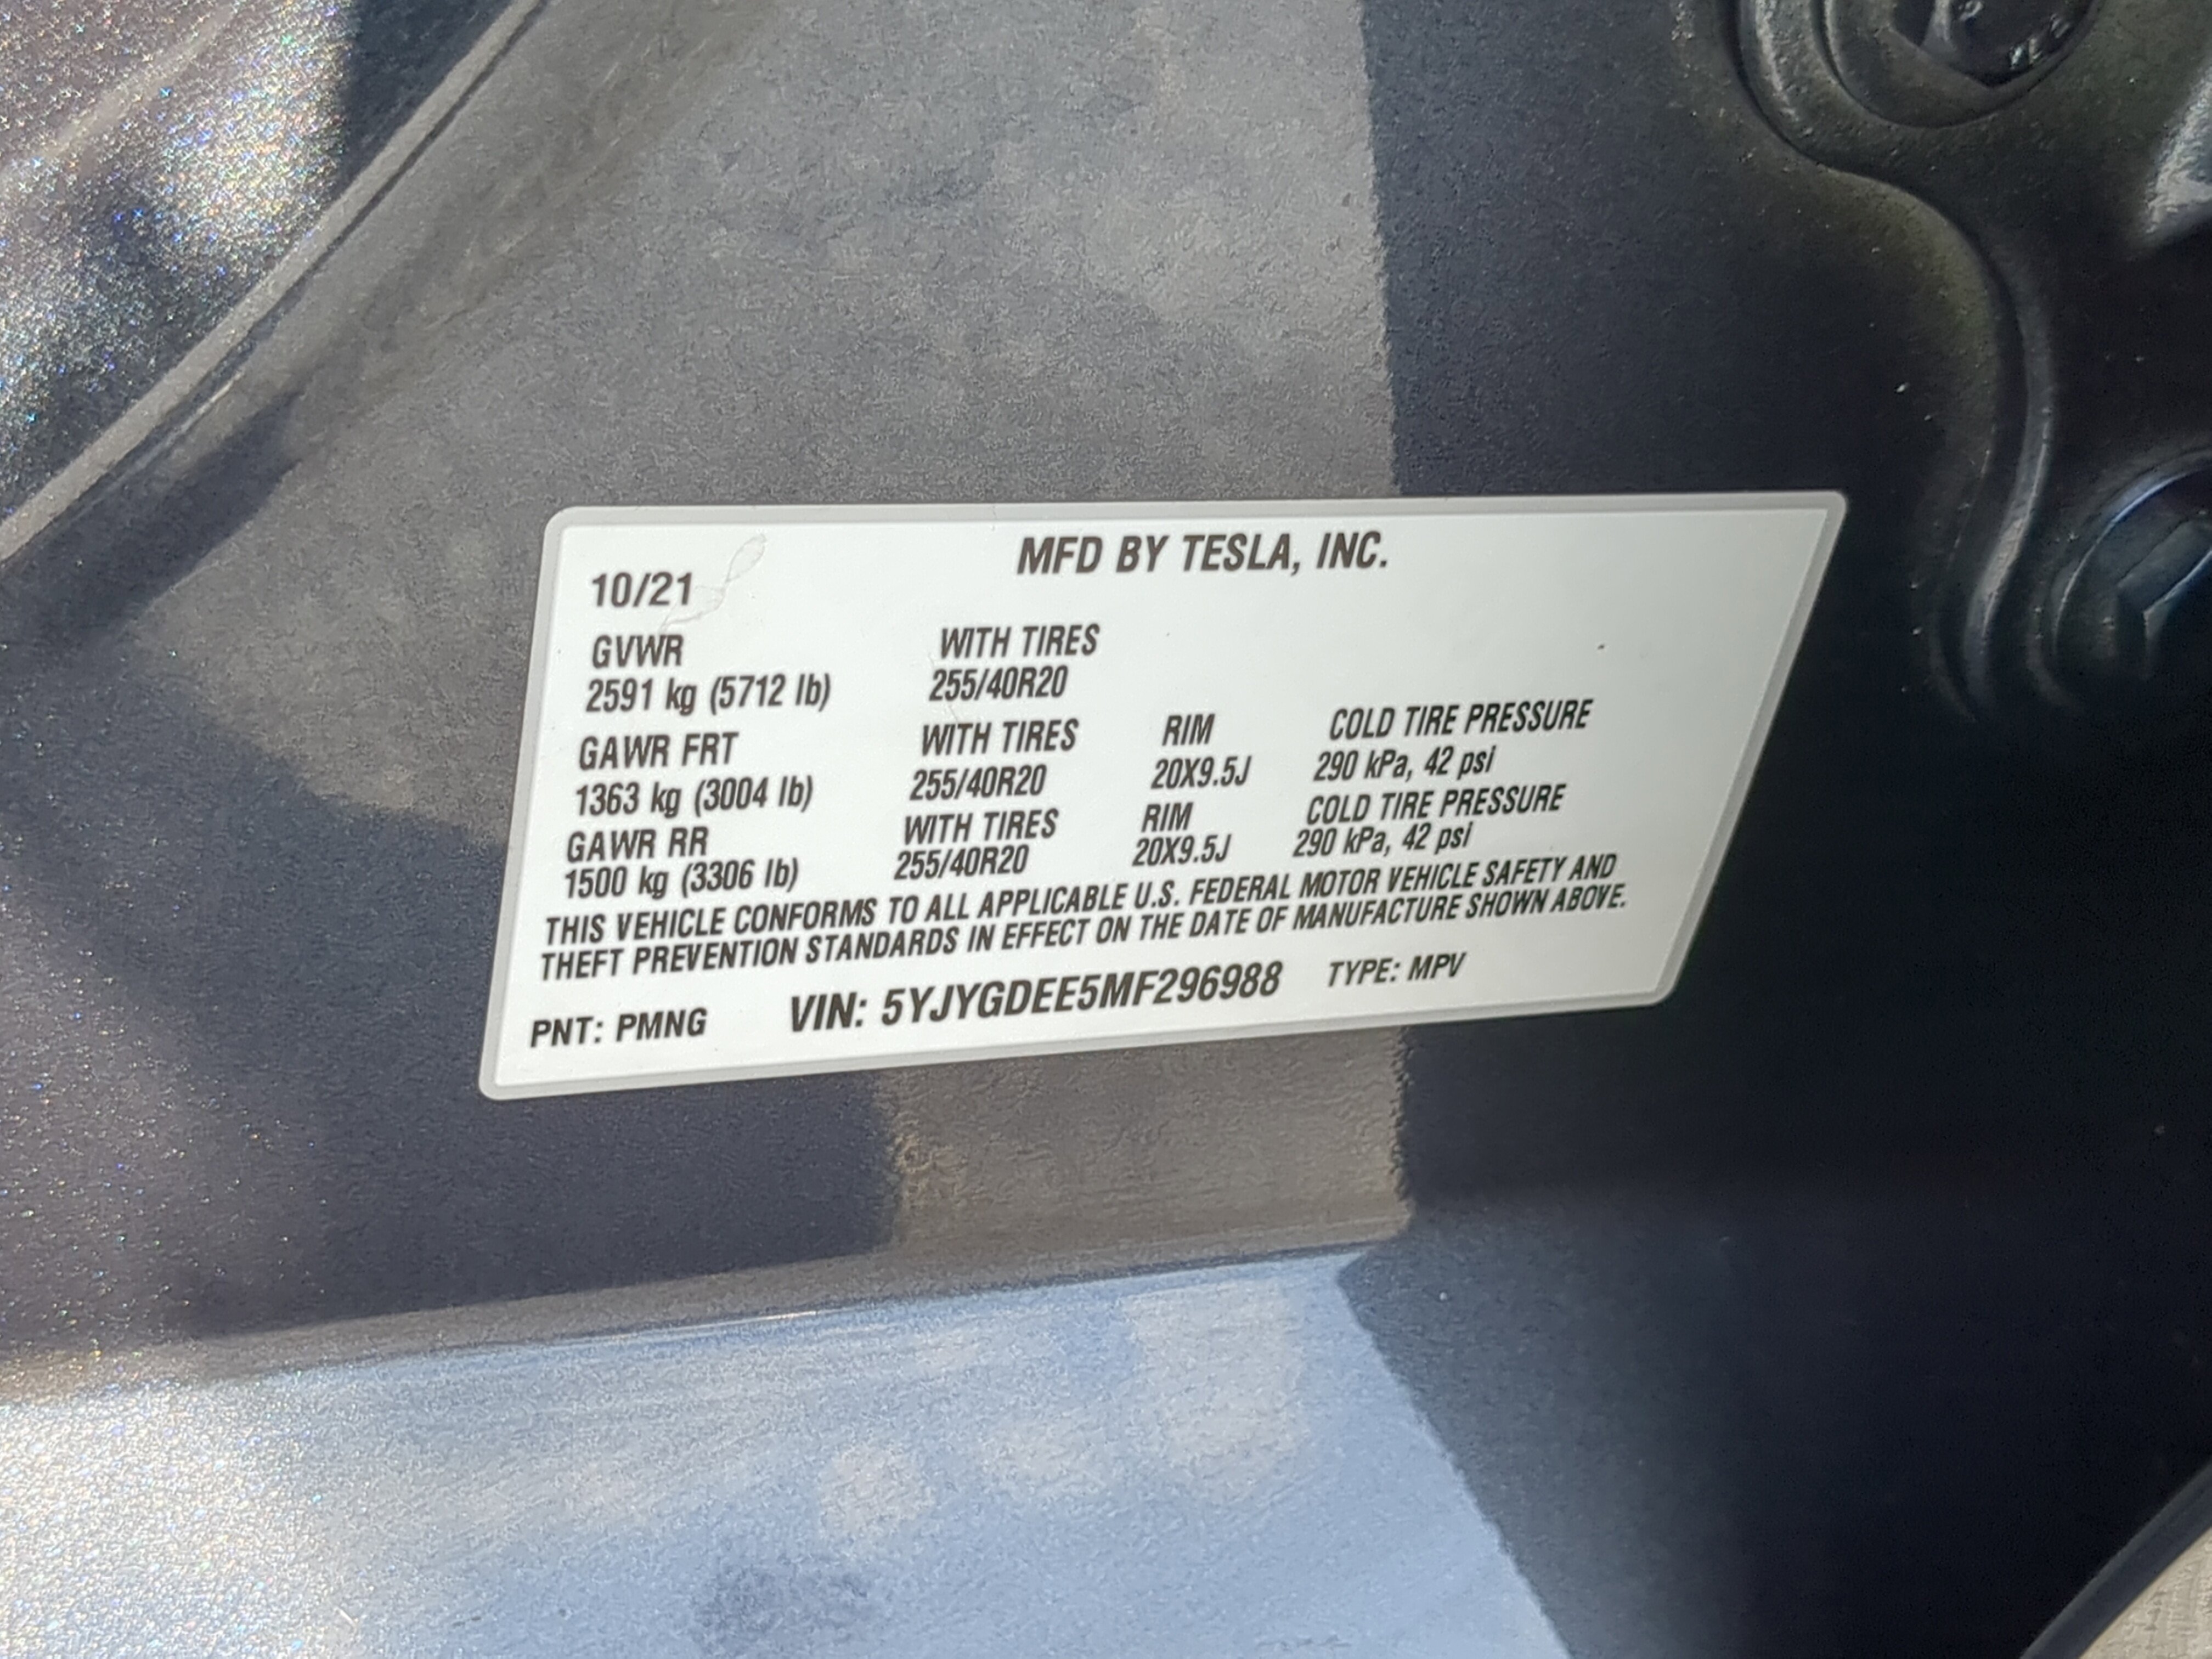 MFD BY TESLA, INC.
10/21
GVWR WITH TIRES
2591 kg (5712 lb) 255/40R20
GAWR FRT WITH TIRES RIM COLD TIRE PRESSURE
1363 kg (3004 lb) 255/40R20 20X9.5J 290 kPa, 42 psi
GAWR RR WITH TIRES RIM COLD TIRE PRESSURE
1500 kg (3306 lb) 255/40R20 20X9.5J 290 kPa, 42 psi
THIS VEHICLE CONFORMS TO ALL APPLICABLE U.S. FEDERAL MOTOR VEHICLE SAFETY AND
THEFT PREVENTION STANDARDS IN EFFECT ON THE DATE OF MANUFACTURE SHOWN ABOVE.
PNT: PMNG VIN: 5YJYGDEE5MF296988 TYPE: MPV